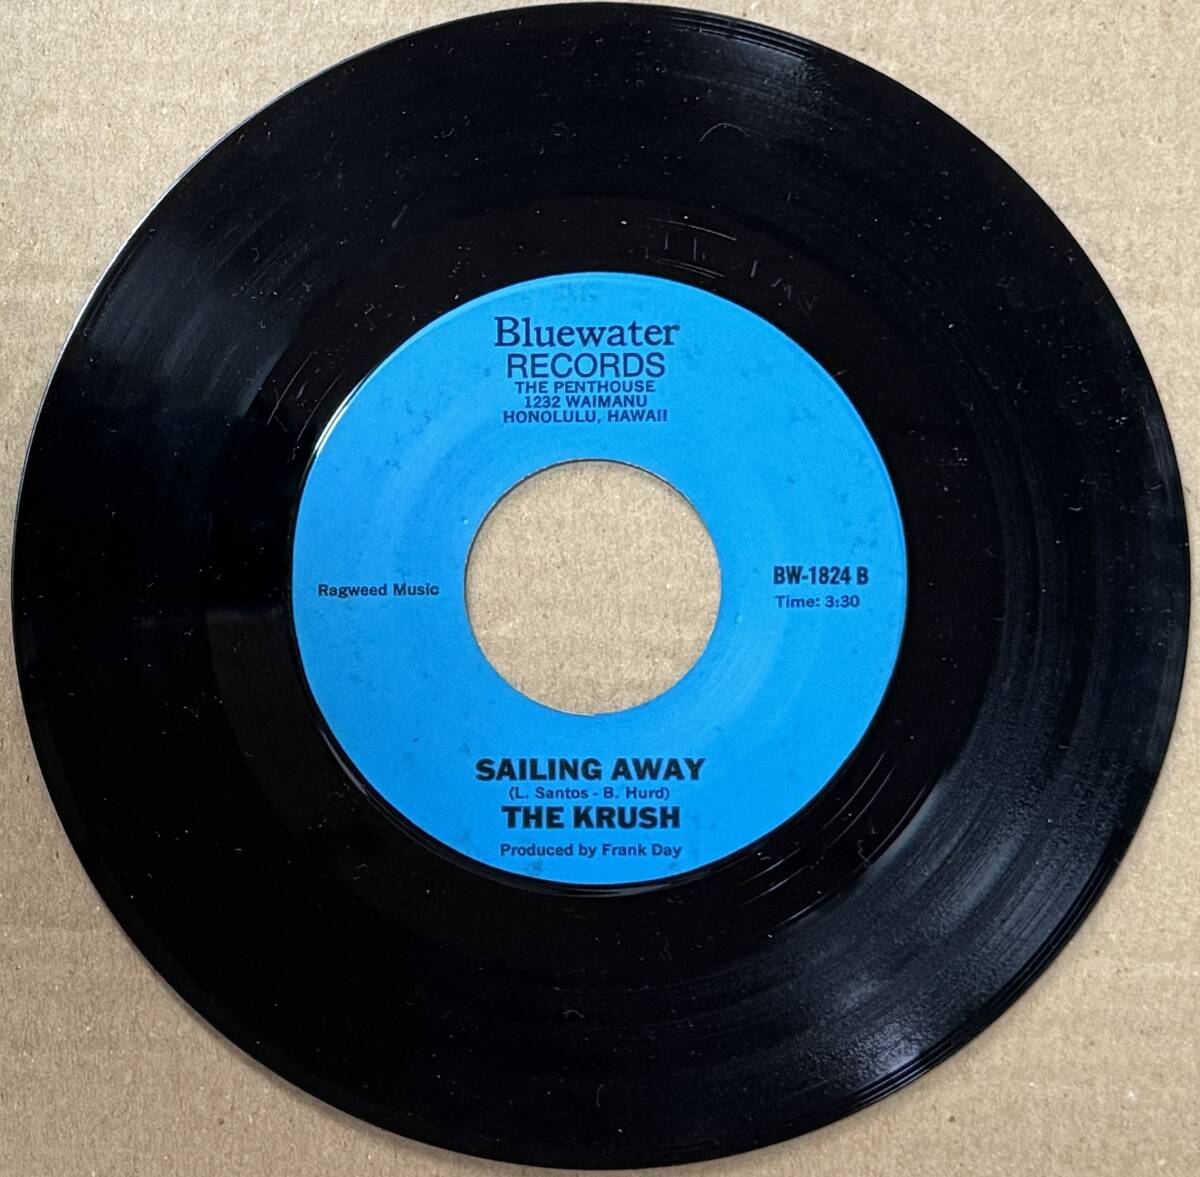 Bluewater
RECORDS
THE PENTHOUSE
1232 WAIMANU
HONOLULU, HAWAII
Ragweed Music
BW-1824 B
Time: 3:30
SAILING AWAY
(L. Santos - B. Hurd)
THE KRUSH
Produced by Frank Day